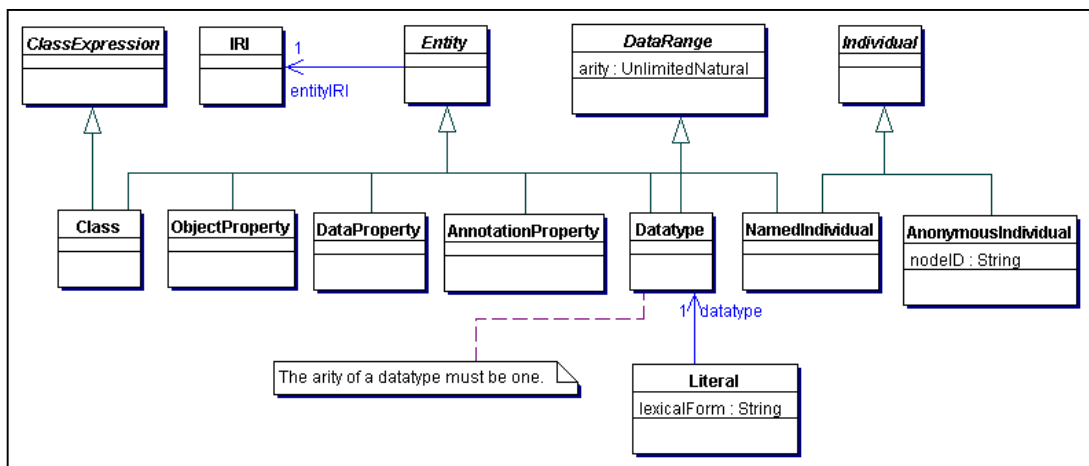 ClassExpression
IRI
Entity
DataRange
arity : UnlimitedNatural
Individual
1
entityIRI
Class
ObjectProperty
DataProperty
AnnotationProperty
Datatype
NamedIndividual
AnonymousIndividual
nodeID : String
1 datatype
The arity of a datatype must be one.
Literal
lexicalForm : String